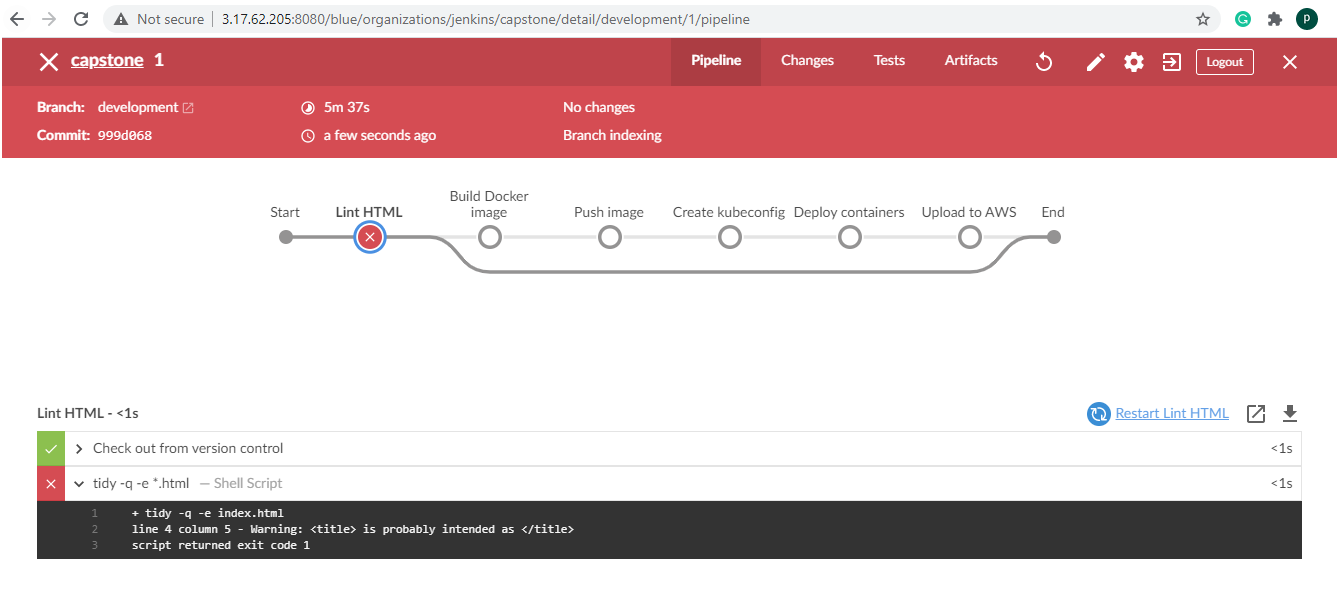 Not secure | 3.17.62.205:8080/blue/organizations/jenkins/capstone/detail/development/1/pipeline
G
p
capstone 1
Pipeline Changes Tests Artifacts Logout
Branch: development 5m 37s No changes
Commit: 999d068 a few seconds ago Branch indexing
Start Lint HTML Build Docker image Push image Create kubeconfig Deploy containers Upload to AWS End
Lint HTML - <1s Restart Lint HTML
Check out from version control <1s
tidy -q -e *.html — Shell Script <1s
1 + tidy -q -e index.html
2 line 4 column 5 - Warning: <title> is probably intended as </title>
3 script returned exit code 1